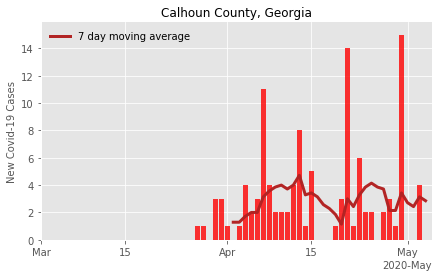 Calhoun County, Georgia
7 day moving average
New Covid-19 Cases
14
12
10
8
6
4
2
0
Mar
15
Apr
15
May
2020-May